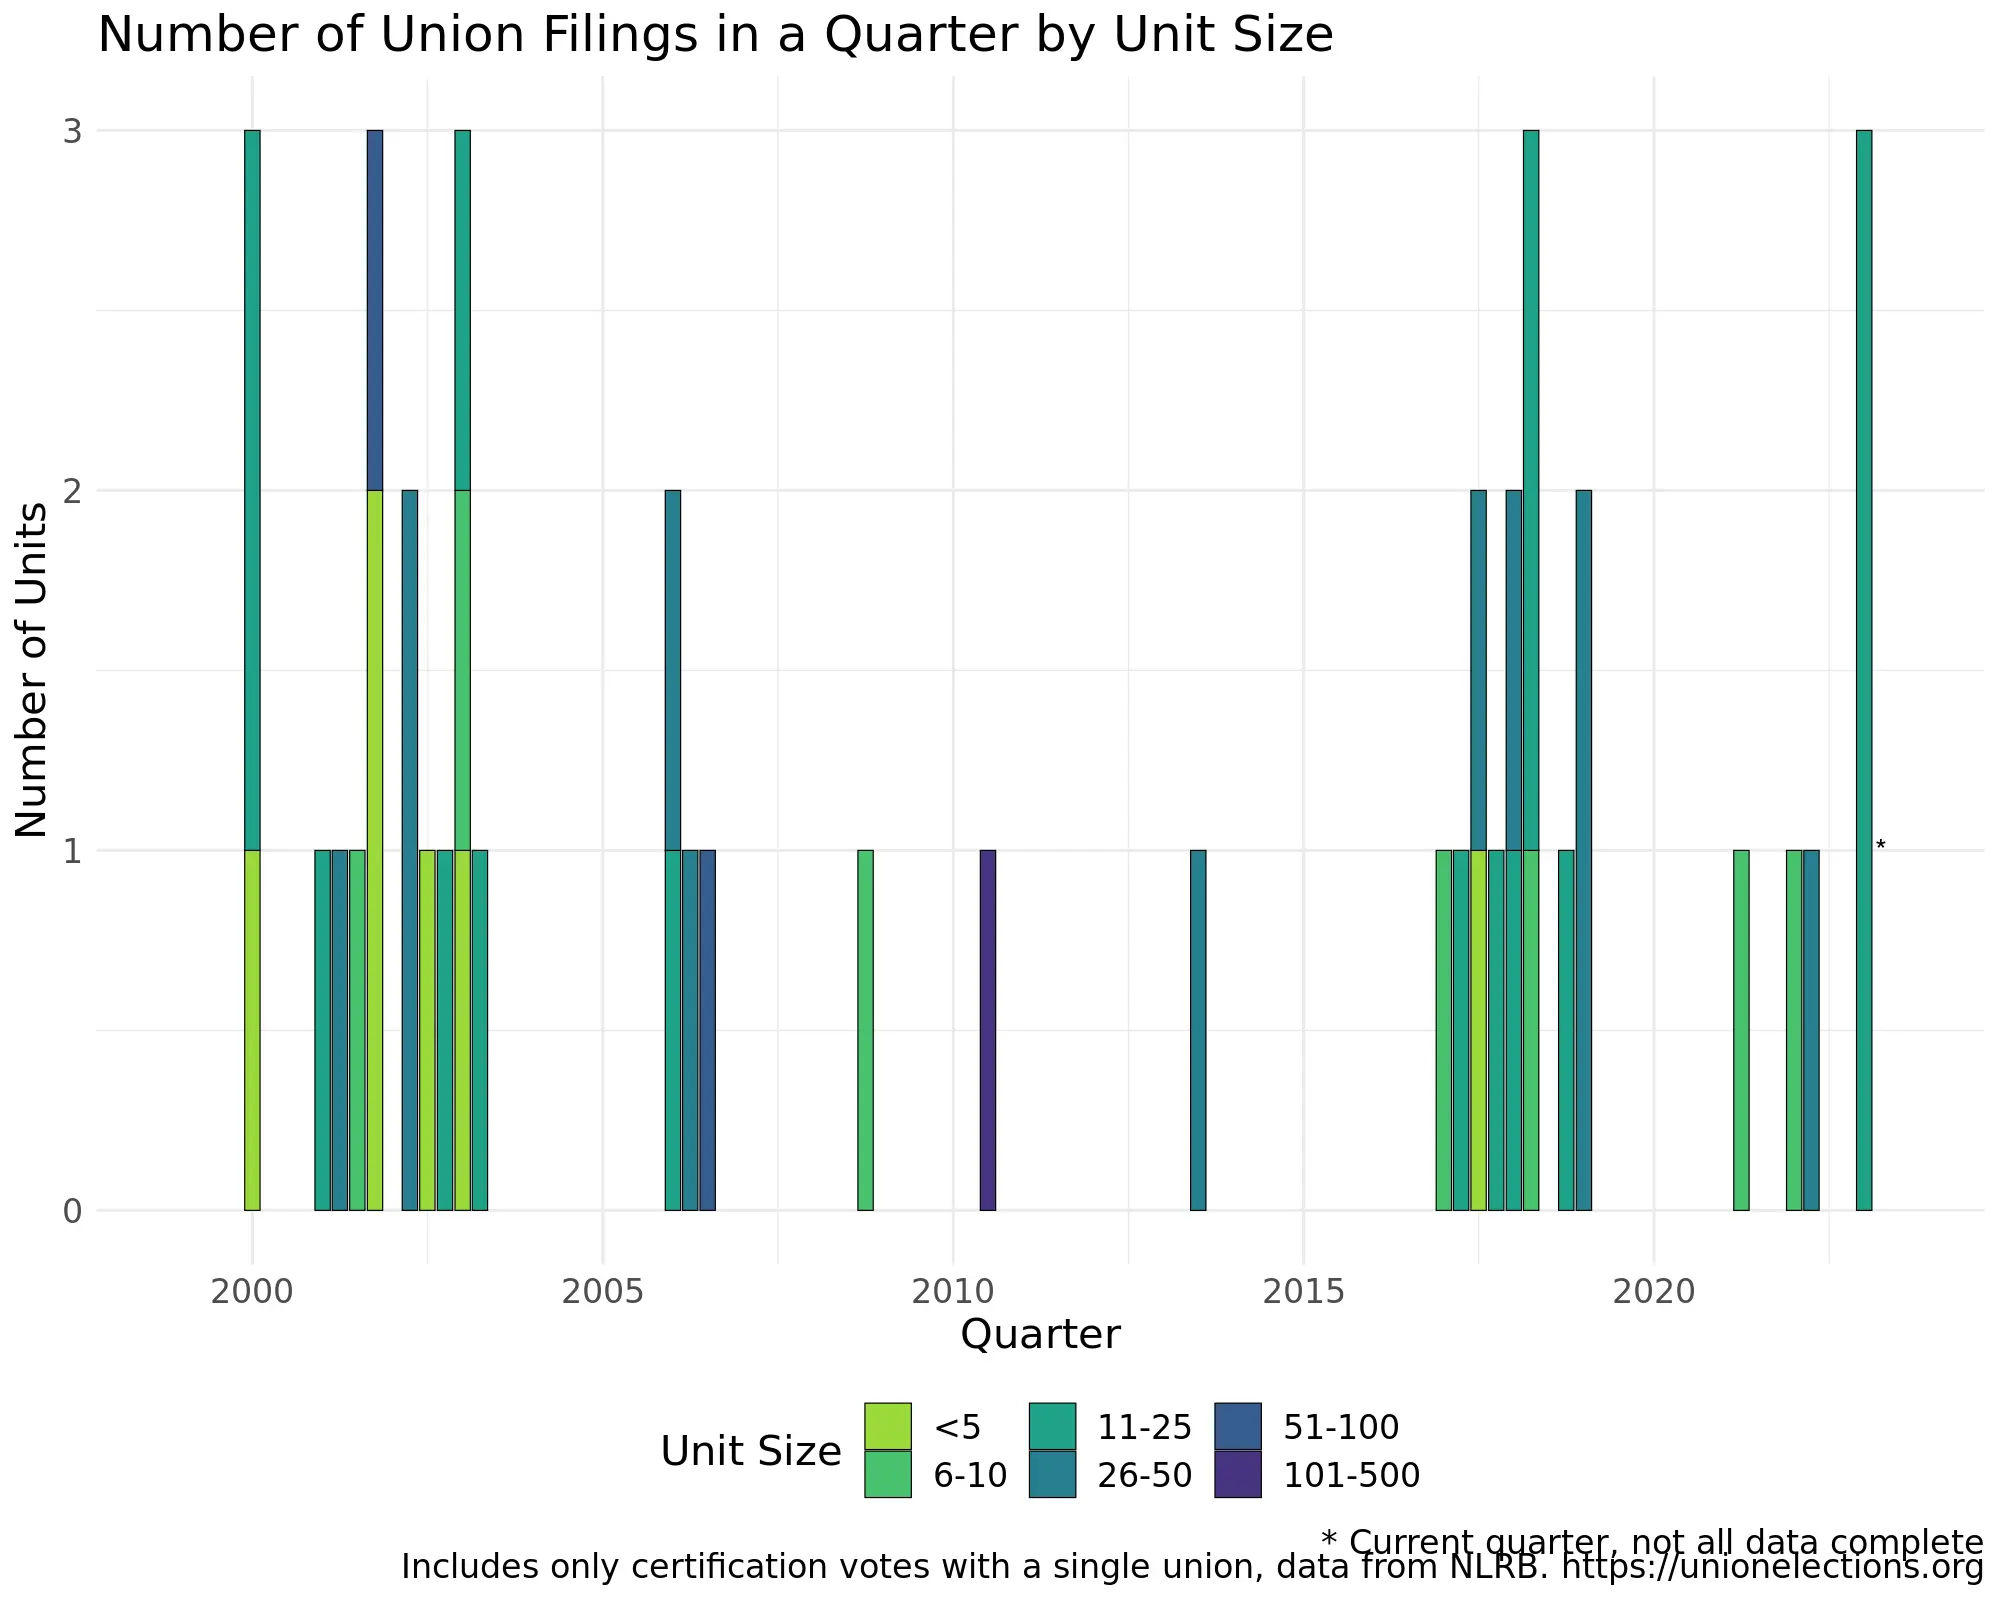 Number of Union Filings in a Quarter by Unit Size
Number of Units
3
2
1
0
*
2000 2005 2010 2015 2020
Quarter
Unit Size
<5 11-25 51-100
6-10 26-50 101-500
* Current quarter, not all data complete
Includes only certification votes with a single union, data from NLRB. https://unionelections.org